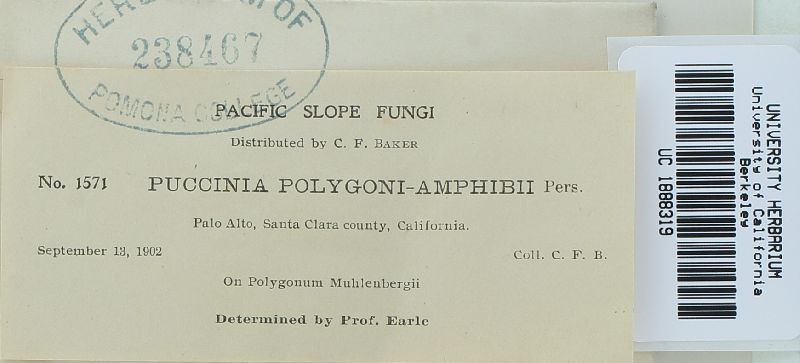 HERBARIUM OF
238467
POMONA COLLEGE
PACIFIC SLOPE FUNGI
Distributed by C. F. BAKER
No. 1571 PUCCINIA POLYGONI-AMPHIBII Pers.
Palo Alto, Santa Clara county, California.
September 13, 1902 Coll. C. F. B.
On Polygonum Muhlenbergii
Determined by Prof. Earle
UNIVERSITY HERBARIUM
University of California
Berkeley
UC 1888319